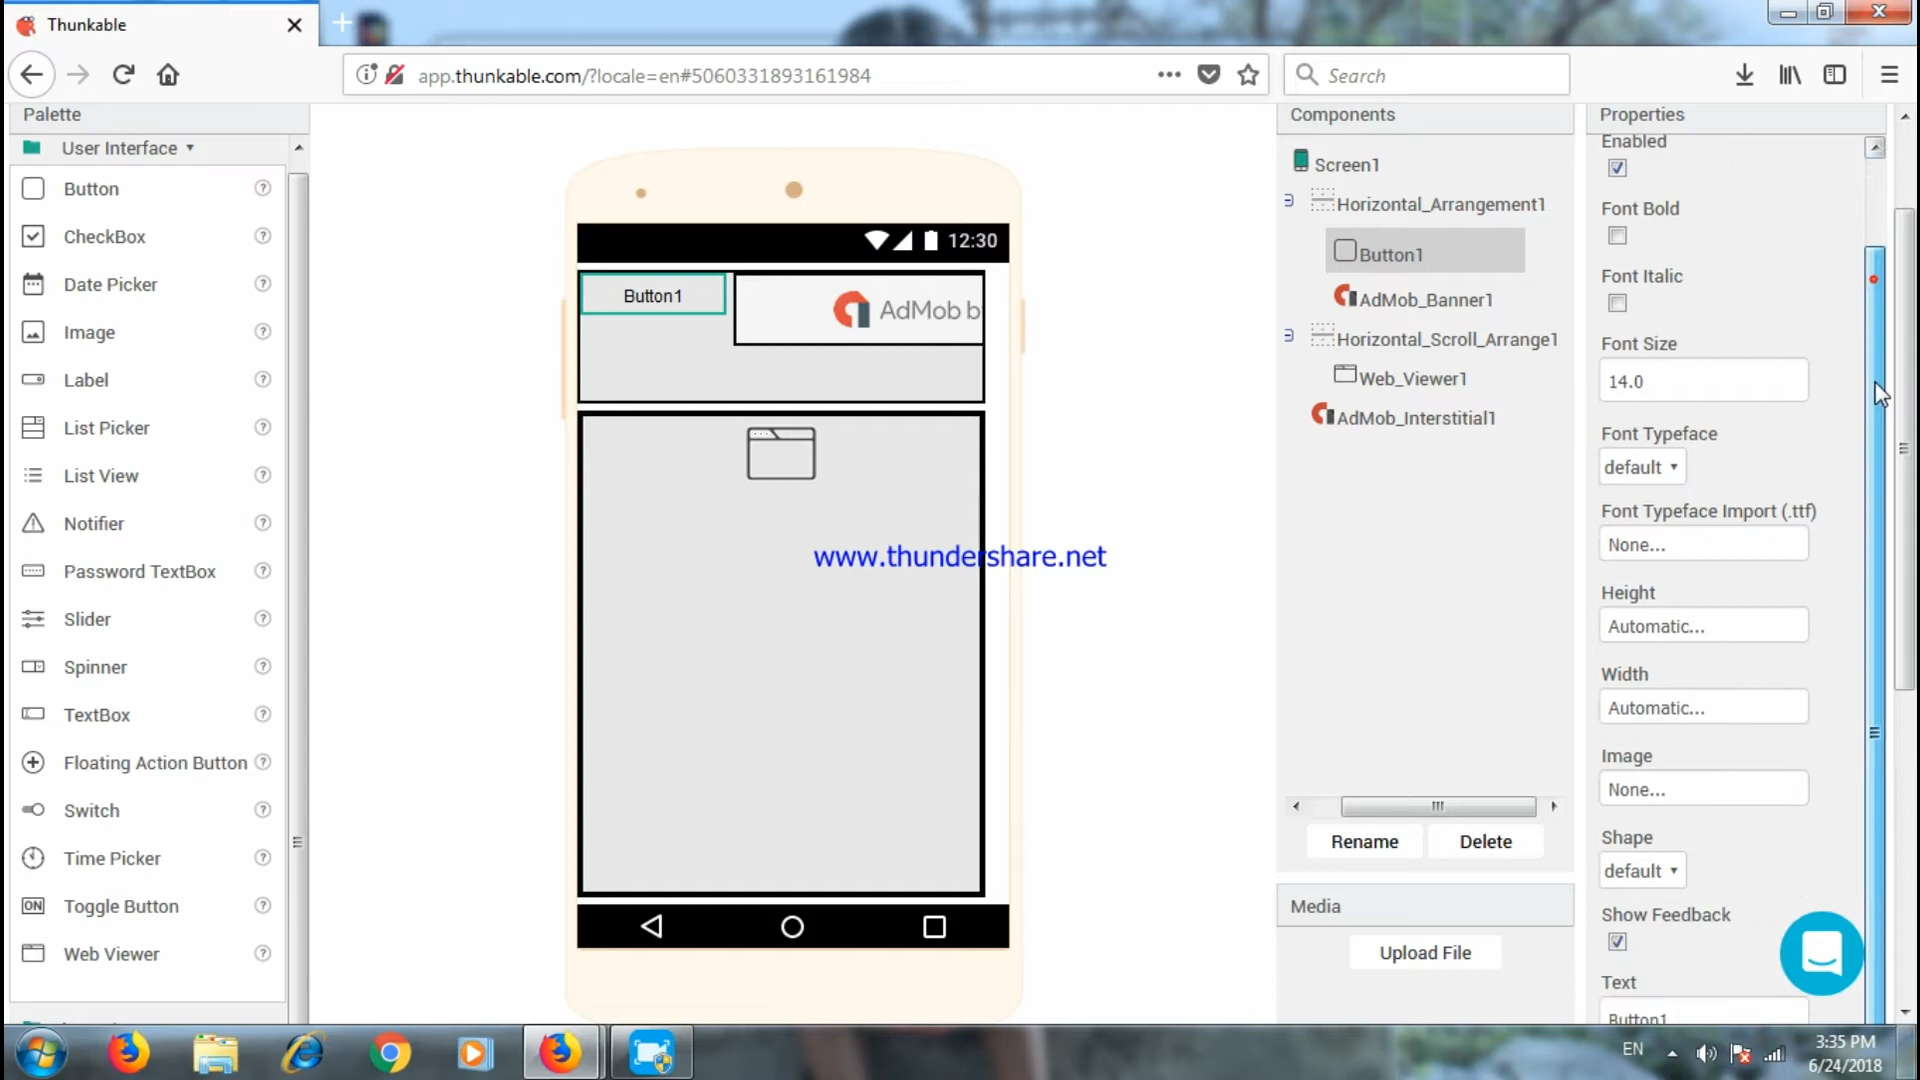 Thunkable
app.thunkable.com/?locale=en#5060331893161984
Search
Palette
User Interface
Button
CheckBox
Date Picker
Image
Label
List Picker
List View
Notifier
Password TextBox
Slider
Spinner
TextBox
Floating Action Button
Switch
Time Picker
ON Toggle Button
Web Viewer
12:30
Button1
AdMob b
www.thundershare.net
Components
Screen1
Horizontal_Arrangement1
Button1
AdMob_Banner1
Horizontal_Scroll_Arrange1
Web_Viewer1
AdMob_Interstitial1
Rename
Delete
Media
Upload File
Properties
Enabled
Font Bold
Font Italic
Font Size
14.0
Font Typeface
default
Font Typeface Import (.ttf)
None...
Height
Automatic...
Width
Automatic...
Image
None...
Shape
default
Show Feedback
Text
Button1
EN
3:35 PM
6/24/2018